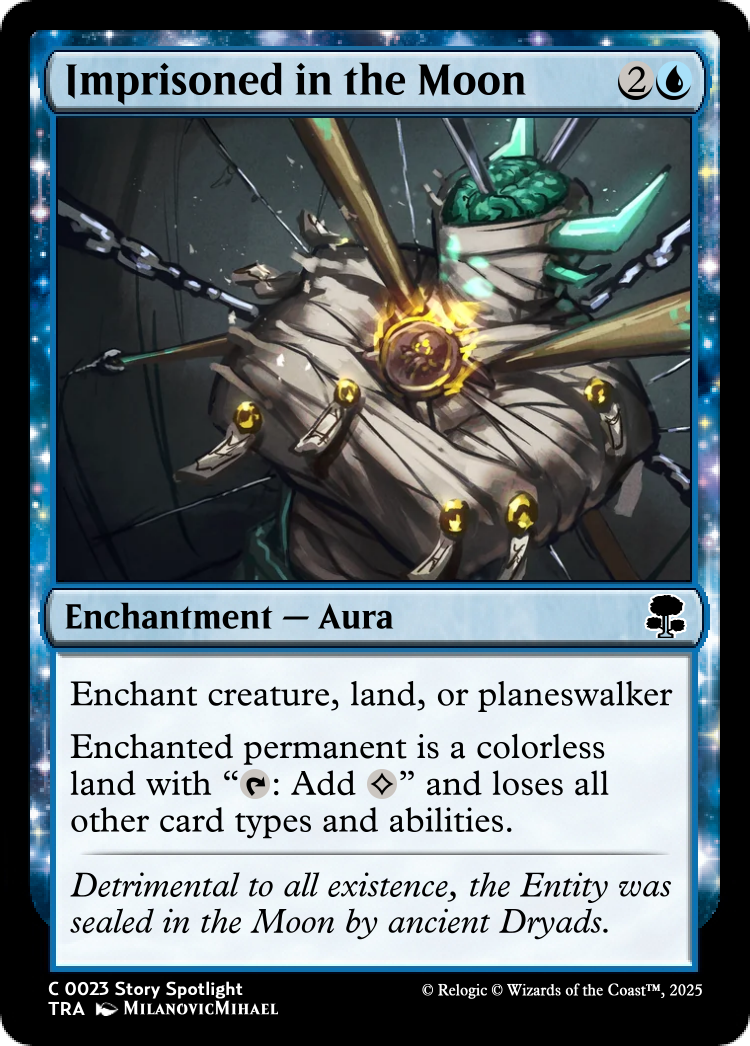 Imprisoned in the Moon 2
Enchantment — Aura
Enchant creature, land, or planeswalker
Enchanted permanent is a colorless
land with “: Add ” and loses all
other card types and abilities.
Detrimental to all existence, the Entity was
sealed in the Moon by ancient Dryads.
C 0023 Story Spotlight
TRA MilanovicMihael
© Relogic © Wizards of the Coast™, 2025